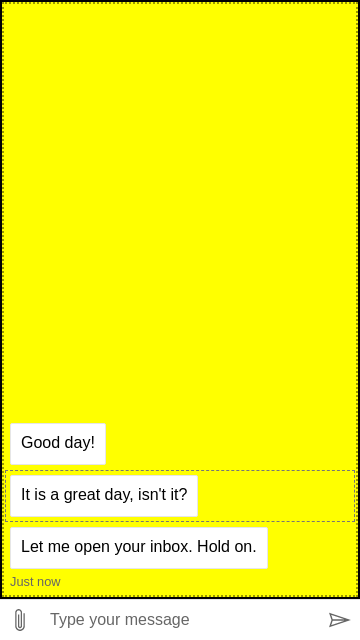 Good day!
It is a great day, isn't it?
Let me open your inbox. Hold on.
Just now
Type your message